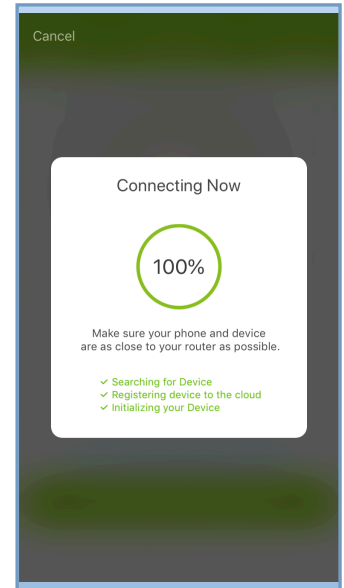 Cancel
Connecting Now
100%
Make sure your phone and device
are as close to your router as possible.
✓ Searching for Device
✓ Registering device to the cloud
✓ Initializing your Device